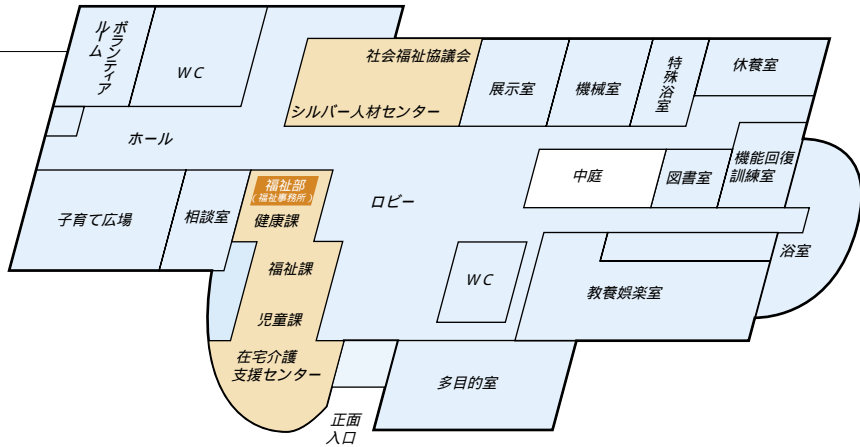 ボランティア
ルーム
WC
社会福祉協議会
シルバー人材センター
展示室
機械室
特殊浴室
休養室
ホール
機能回復
訓練室
図書室
中庭
福祉部
(福祉事務所)
健康課
ロビー
子育て広場
相談室
浴室
福祉課
WC
教養娯楽室
児童課
在宅介護
支援センター
多目的室
正面
入口